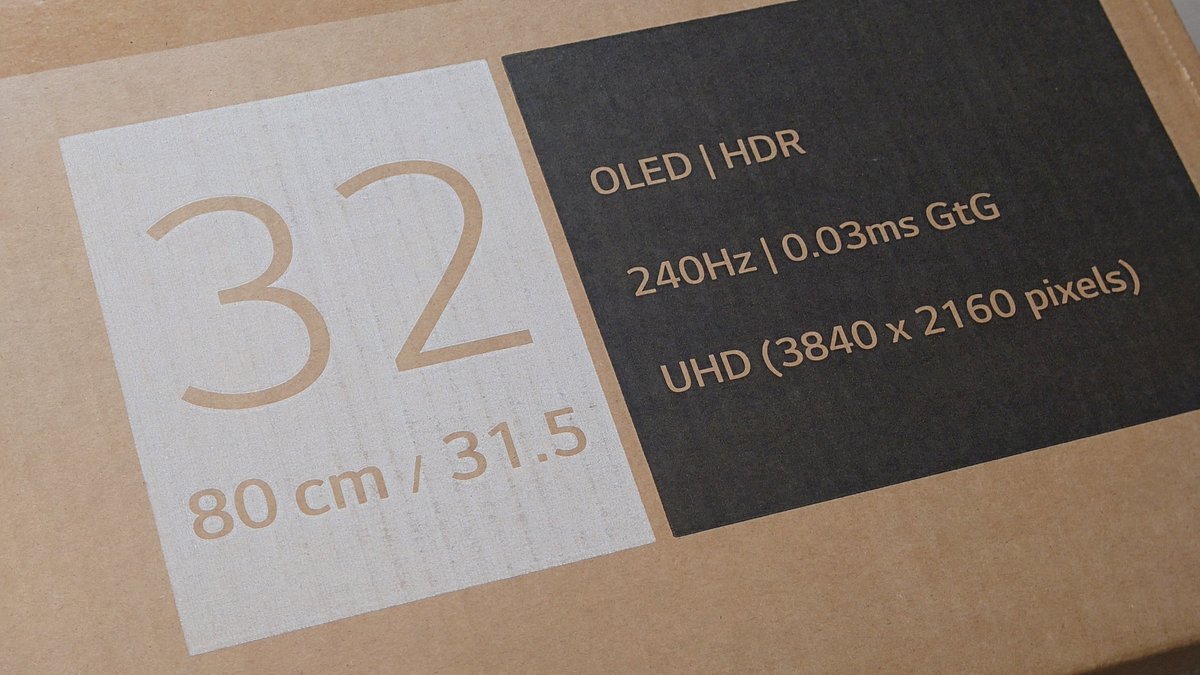 32
80 cm / 31.5
OLED | HDR
240Hz | 0.03ms GtG
UHD (3840 x 2160 pixels)